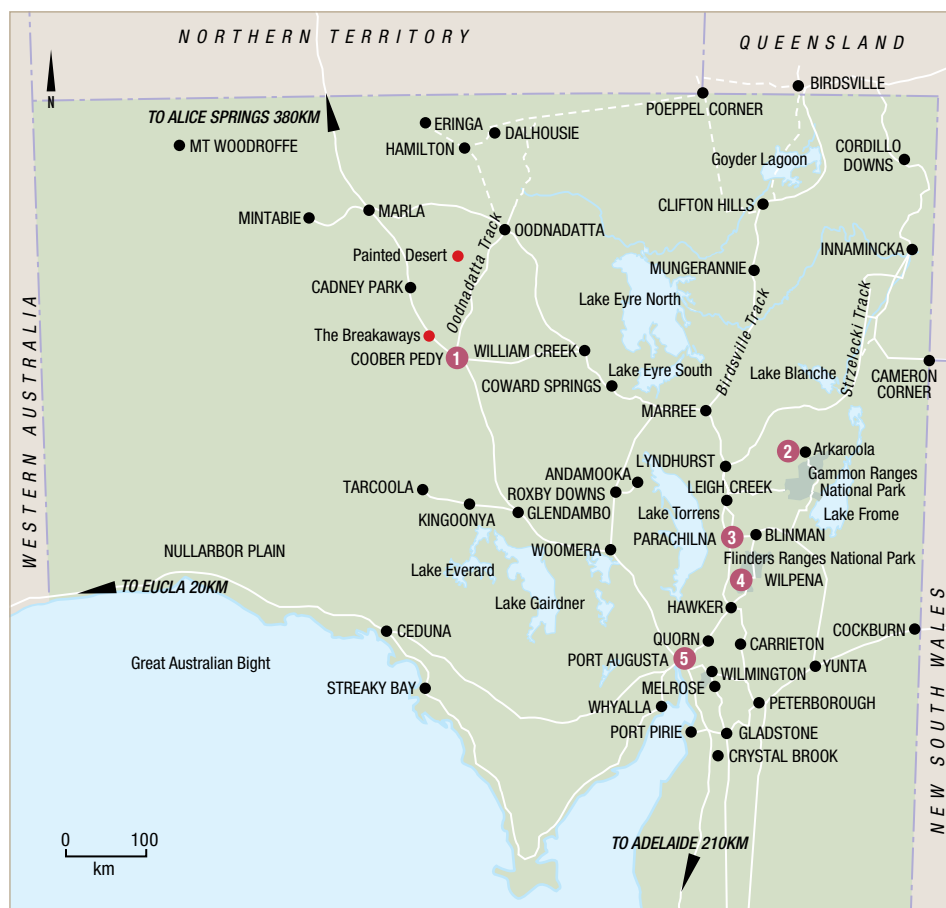 NORTHERN TERRITORY
QUEENSLAND
N
BIRDSVILLE
POEPPEL CORNER
TO ALICE SPRINGS 380KM
ERINGA
DALHOUSIE
HAMILTON
MT WOODROFFE
CORDILLO
DOWNS
Goyder Lagoon
CLIFTON HILLS
MINTABIE
MARLA
OODNADATTA
INNAMINCKA
Painted Desert
Oodnadatta Track
MUNGERANNIE
CADNEY PARK
Lake Eyre North
Birdsville Track
Strzelecki Track
WESTERN AUSTRALIA
The Breakaways
COOBER PEDY
1
WILLIAM CREEK
Lake Eyre South
Lake Blanche
CAMERON
CORNER
COWARD SPRINGS
MARREE
2
Arkaroola
LYNDHURST
Gammon Ranges
National Park
ANDAMOOKA
LEIGH CREEK
TARCOOLA
ROXBY DOWNS
KINGOONYA
GLENDAMBO
Lake Torrens
Lake Frome
PARACHILNA
3
BLINMAN
NULLARBOR PLAIN
WOOMERA
Flinders Ranges National Park
Lake Everard
4
WILPENA
TO EUCLA 20KM
Lake Gairdner
HAWKER
CEDUNA
QUORN
CARRIETON
COCKBURN
NEW SOUTH WALES
Great Australian Bight
PORT AUGUSTA
5
YUNTA
WILMINGTON
STREAKY BAY
MELROSE
WHYALLA
PETERBOROUGH
PORT PIRIE
GLADSTONE
CRYSTAL BROOK
0
100
km
TO ADELAIDE 210KM